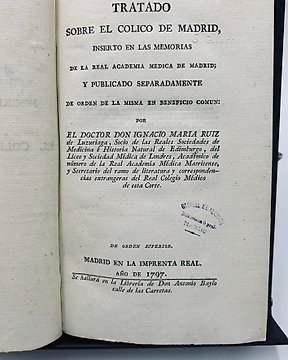 TRATADO
SOBRE EL COLICO DE MADRID,
INSERTO EN LAS MEMORIAS
DE LA REAL ACADEMIA MEDICA DE MADRID;
Y PUBLICADO SEPARADAMENTE
DE ORDEN DE LA MISMA EN BENEFICIO COMUN:
POR
EL DOCTOR DON IGNACIO MARIA RUIZ
de Luzuriaga, Socio de las Reales Sociedades de
Medicina é Historia Natural de Edimburgo, del
Liceo y Sociedad Médica de Londres, Académico de
número de la Real Academia Médica Matritense,
y Secretario del ramo de literatura y correspondencias
extrangeras del Real Colegio Médico
de esta Corte.
DE ORDEN SUPERIOR.
MADRID EN LA IMPRENTA REAL.
AÑO DE 1797.
Se hallará en la Librería de Don Antonio Baylo
calle de las Carretas.